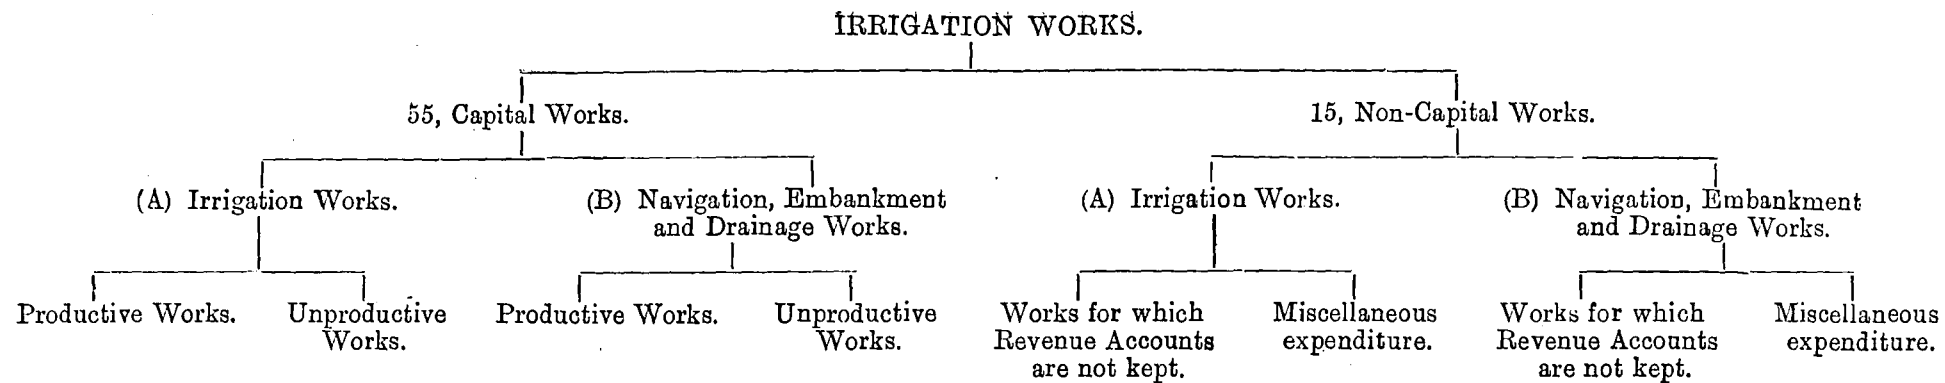 IRRIGATION WORKS.
55, Capital Works.
15, Non-Capital Works.
(A) Irrigation Works.
(B) Navigation, Embankment
and Drainage Works.
(A) Irrigation Works.
(B) Navigation, Embankment
and Drainage Works.
Productive Works.
Unproductive
Works.
Productive Works.
Unproductive
Works.
Works for which
Revenue Accounts
are not kept.
Miscellaneous
expenditure.
Works for which
Revenue Accounts
are not kept.
Miscellaneous
expenditure.